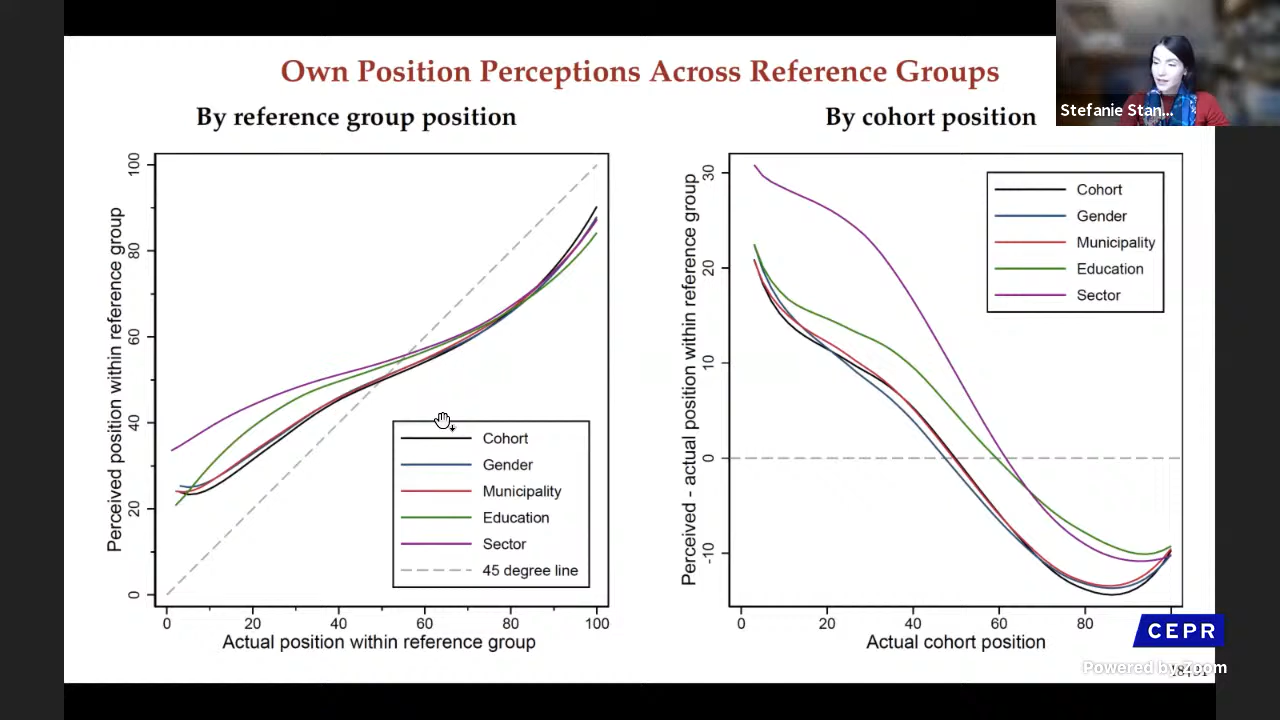 Own Position Perceptions Across Reference Groups
By reference group position
By cohort position
Stefanie Stan...
Perceived position within reference group
100
80
60
40
20
0
Cohort
Gender
Municipality
Education
Sector
45 degree line
0 20 40 60 80 100
Actual position within reference group
Perceived - actual position within reference group
30
20
10
0
-10
Cohort
Gender
Municipality
Education
Sector
0 20 40 60 80
Actual cohort position
CEPR
Powered by Zoom